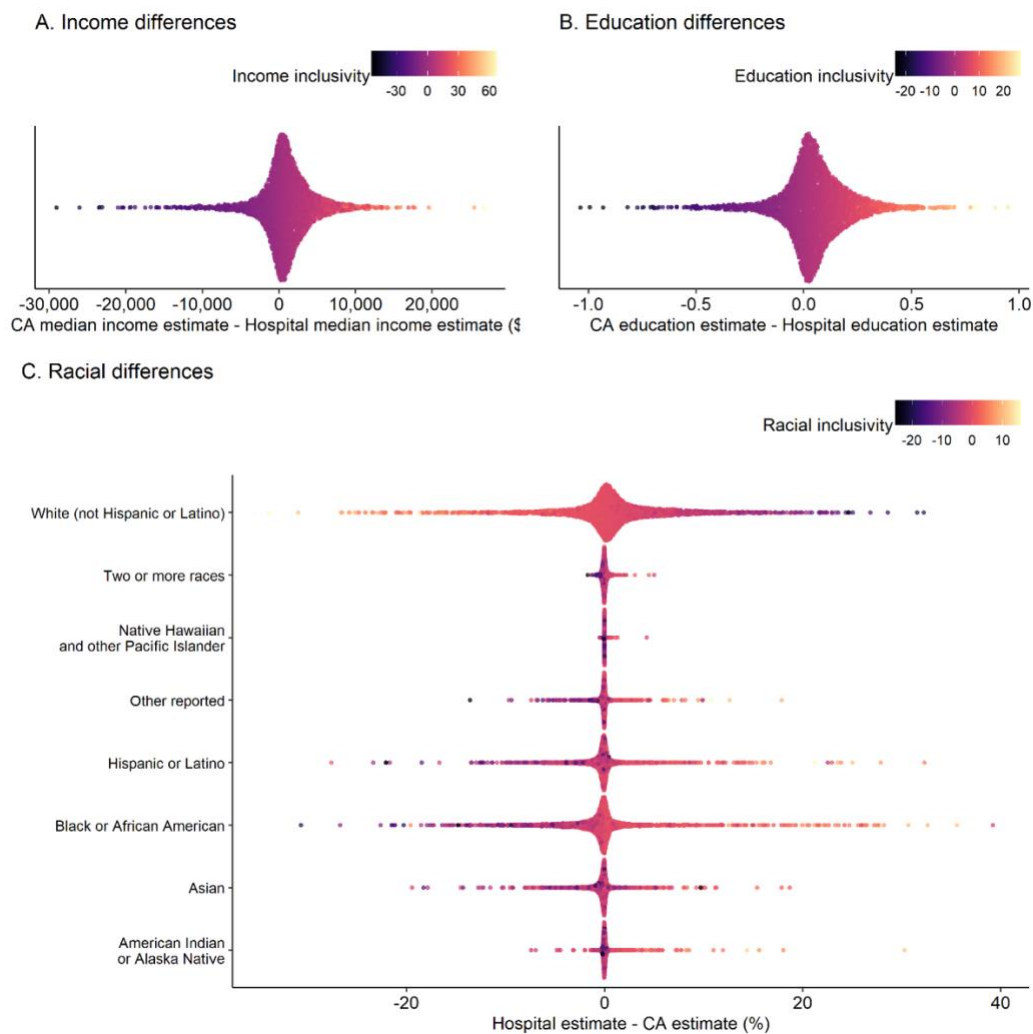 A. Income differences
Income inclusivity
-30 0 30 60
-30,000 -20,000 -10,000 0 10,000 20,000
CA median income estimate - Hospital median income estimate ($
B. Education differences
Education inclusivity
-20 -10 0 10 20
-1.0 -0.5 0.0 0.5 1.0
CA education estimate - Hospital education estimate
C. Racial differences
Racial inclusivity
-20 -10 0 10
White (not Hispanic or Latino)
Two or more races
Native Hawaiian
and other Pacific Islander
Other reported
Hispanic or Latino
Black or African American
Asian
American Indian
or Alaska Native
-20 0 20 40
Hospital estimate - CA estimate (%)